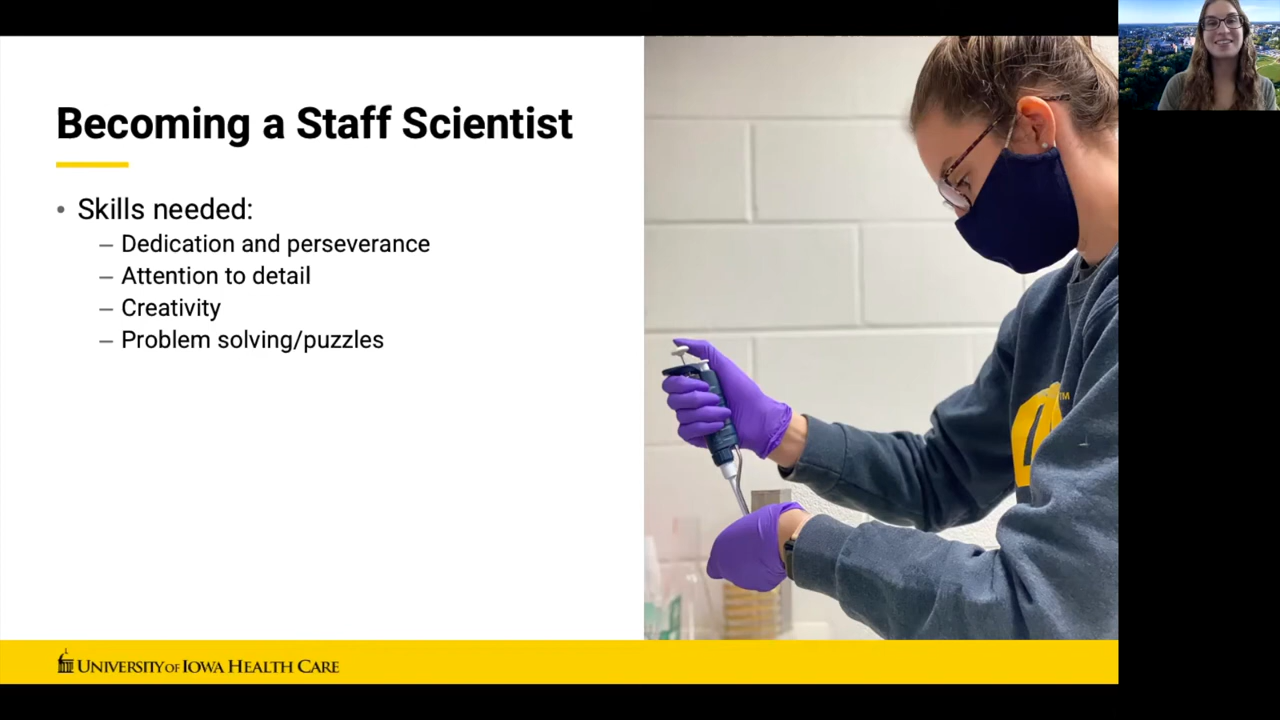 Becoming a Staff Scientist
• Skills needed:
– Dedication and perseverance
– Attention to detail
– Creativity
– Problem solving/puzzles
TM
UNIVERSITY OF IOWA HEALTH CARE